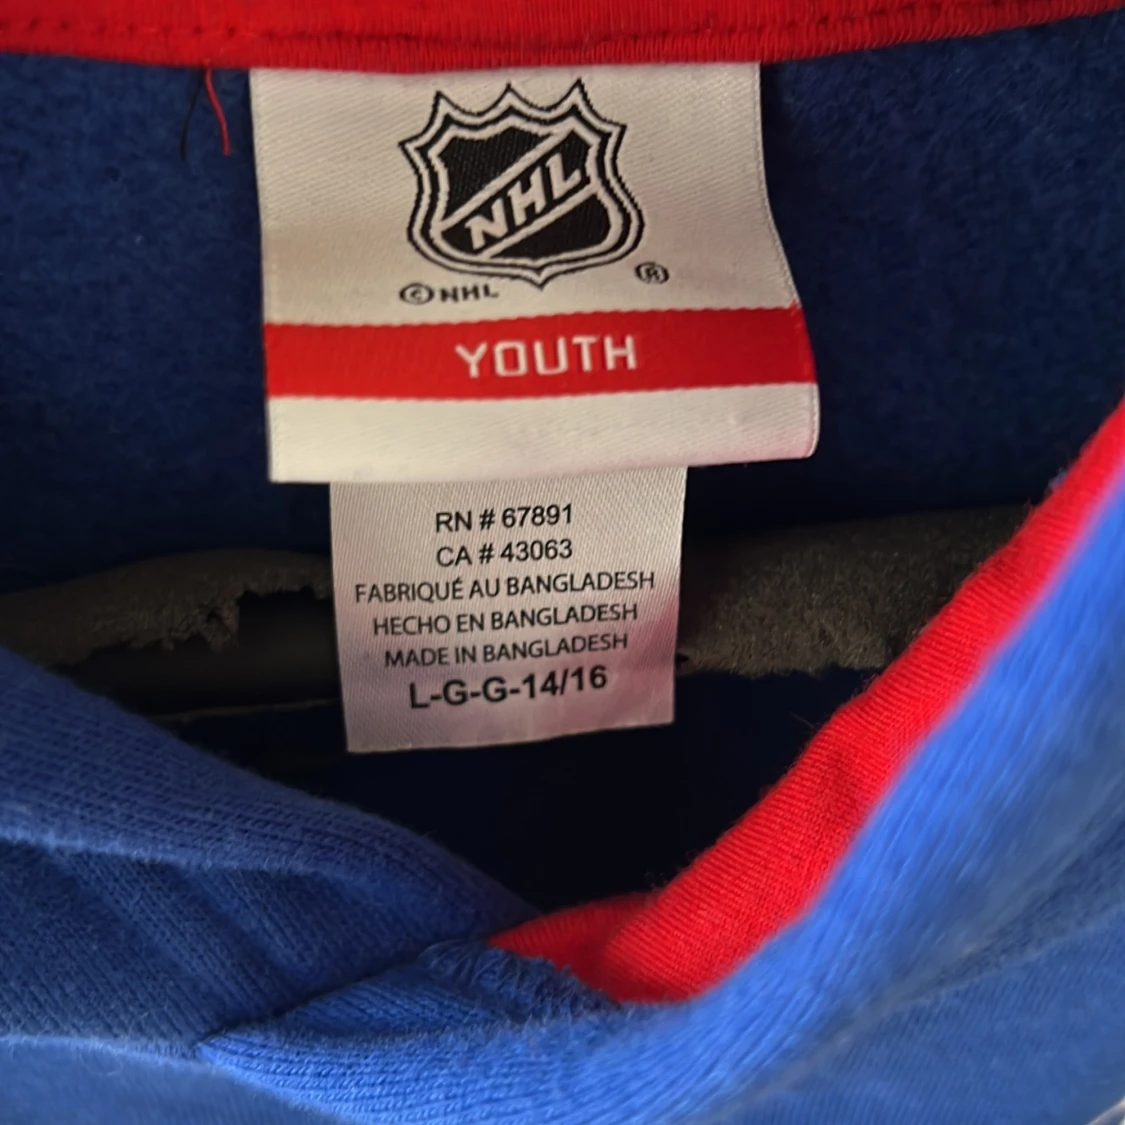 NHL
© NHL ®
YOUTH
RN # 67891
CA # 43063
FABRIQUÉ AU BANGLADESH
HECHO EN BANGLADESH
MADE IN BANGLADESH
L-G-G-14/16